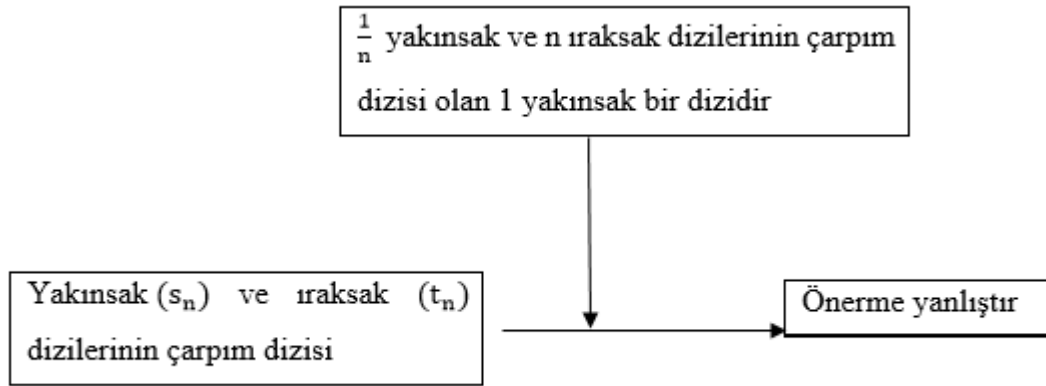 1/n yakınsak ve n ıraksak dizilerinin çarpım
dizisi olan 1 yakınsak bir dizidir
Yakınsak (sₙ) ve ıraksak (tₙ)
dizilerinin çarpım dizisi
Önerme yanlıştır